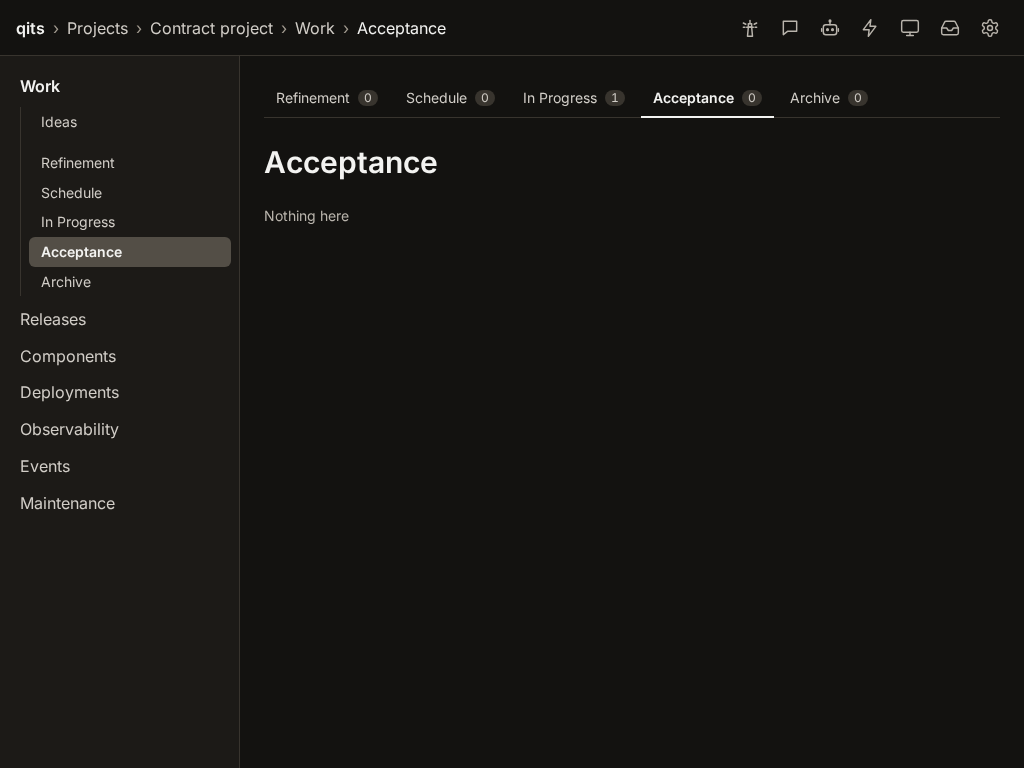 qits › Projects › Contract project › Work › Acceptance
Work
Ideas
Refinement
Schedule
In Progress
Acceptance
Archive
Releases
Components
Deployments
Observability
Events
Maintenance
Refinement 0 Schedule 0 In Progress 1 Acceptance 0 Archive 0
Acceptance
Nothing here